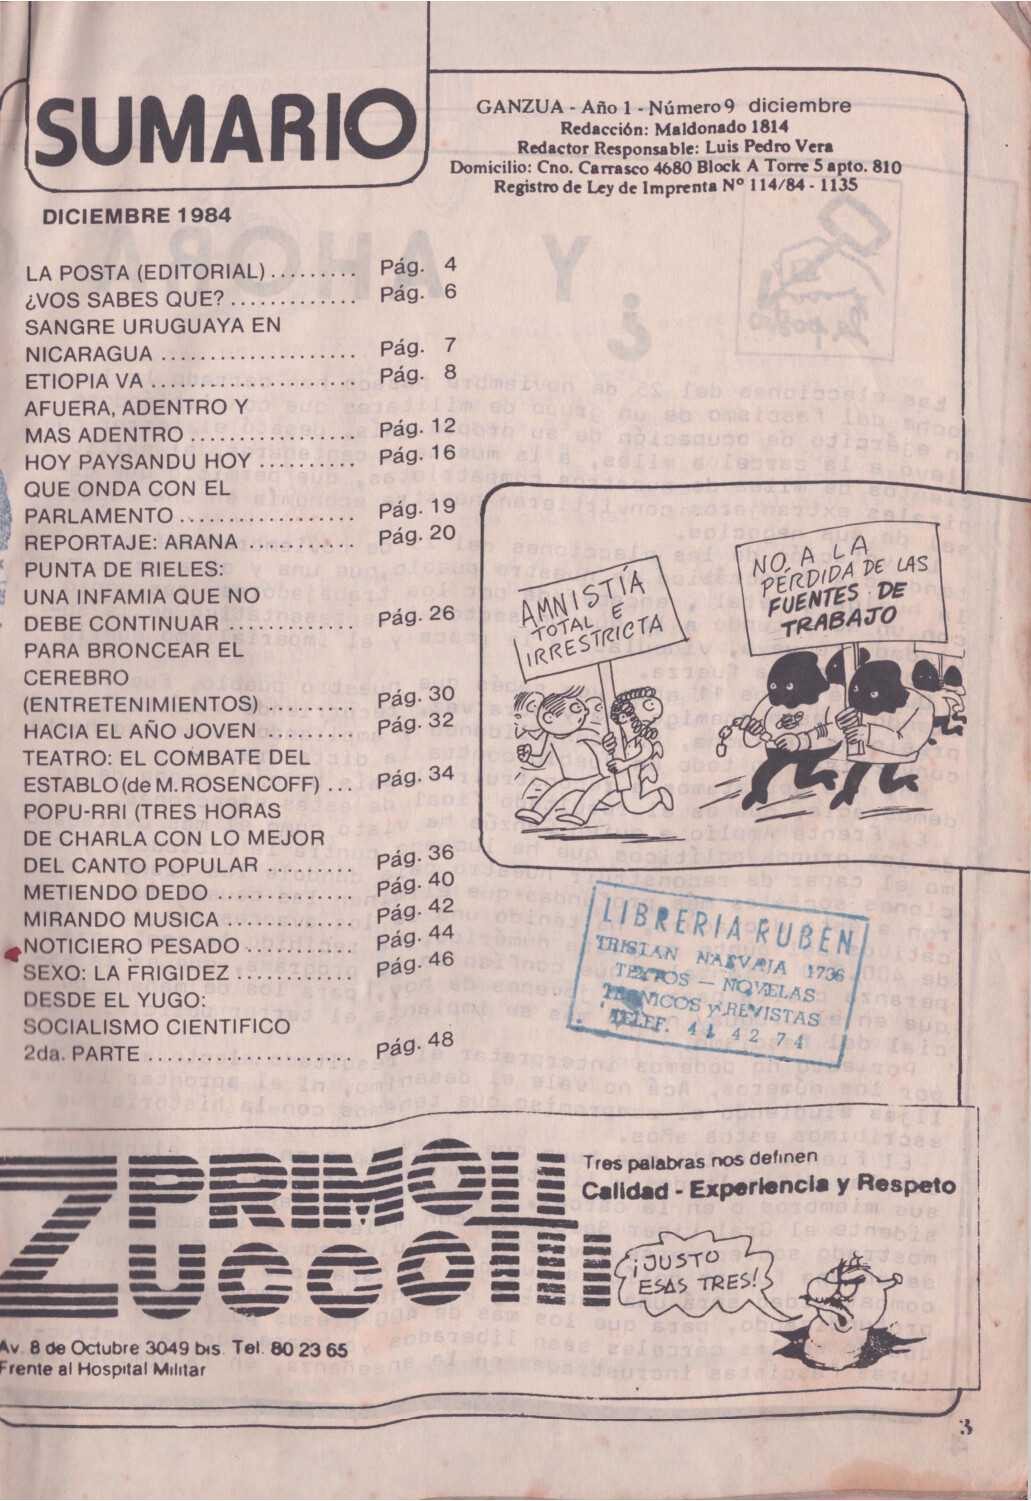 SUMARIO
GANZUA - Año 1 - Número 9 diciembre
Redacción: Maldonado 1814
Redactor Responsable: Luis Pedro Vera
Domicilio: Cno. Carrasco 4680 Block A Torre 5 apto. 810
Registro de Ley de Imprenta Nº 114/84 - 1135
DICIEMBRE 1984
LA POSTA (EDITORIAL) ......... Pág. 4
¿VOS SABES QUE? ............. Pág. 6
SANGRE URUGUAYA EN
NICARAGUA .................... Pág. 7
ETIOPIA VA ..................... Pág. 8
AFUERA, ADENTRO Y
MAS ADENTRO ................. Pág. 12
HOY PAYSANDU HOY .......... Pág. 16
QUE ONDA CON EL
PARLAMENTO .................. Pág. 19
REPORTAJE: ARANA ........... Pág. 20
PUNTA DE RIELES:
UNA INFAMIA QUE NO
DEBE CONTINUAR ............. Pág. 26
PARA BRONCEAR EL
CEREBRO
(ENTRETENIMIENTOS) ......... Pág. 30
HACIA EL AÑO JOVEN .......... Pág. 32
TEATRO: EL COMBATE DEL
ESTABLO (de M. ROSENCOFF) ... Pág. 34
POPU-RRI (TRES HORAS
DE CHARLA CON LO MEJOR
DEL CANTO POPULAR ......... Pág. 36
METIENDO DEDO ............... Pág. 40
MIRANDO MUSICA .............. Pág. 42
NOTICIERO PESADO ........... Pág. 44
SEXO: LA FRIGIDEZ ............ Pág. 46
DESDE EL YUGO:
SOCIALISMO CIENTIFICO
2da. PARTE ..................... Pág. 48
AMNISTÍA
TOTAL E
IRRESTRICTA
NO, A LA
PÉRDIDA DE LAS
FUENTES DE
TRABAJO
LIBRERIA RUBEN
TRISTAN NARVAJA 1736
TEXTOS — NOVELAS
TECNICOS y REVISTAS
TELEF. 41 42 74
PRIMOLI
ZUCCOTTI
Tres palabras nos definen
Calidad - Experiencia y Respeto
¡JUSTO
ESAS TRES!
Av. 8 de Octubre 3049 bis. Tel. 80 23 65
Frente al Hospital Militar
3